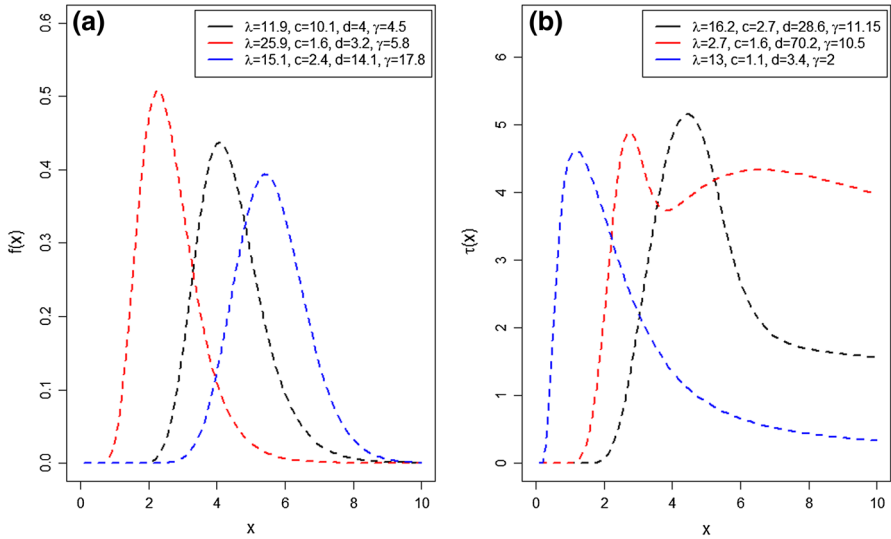 (a)
λ=11.9, c=10.1, d=4, γ=4.5
λ=25.9, c=1.6, d=3.2, γ=5.8
λ=15.1, c=2.4, d=14.1, γ=17.8
f(x)
0.6
0.5
0.4
0.3
0.2
0.1
0.0
0 2 4 6 8 10
x
(b)
λ=16.2, c=2.7, d=28.6, γ=11.15
λ=2.7, c=1.6, d=70.2, γ=10.5
λ=13, c=1.1, d=3.4, γ=2
τ(x)
6
5
4
3
2
1
0
0 2 4 6 8 10
x